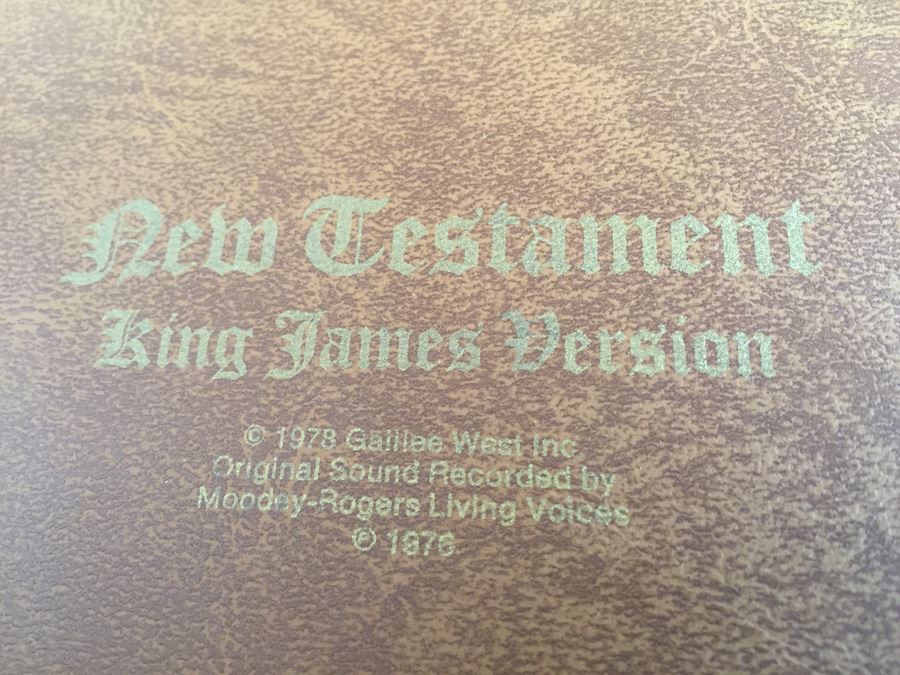 New Testament
King James Version
© 1978 Galilee West Inc.
Original Sound Recorded by
Moodey-Rogers Living Voices
℗ 1976